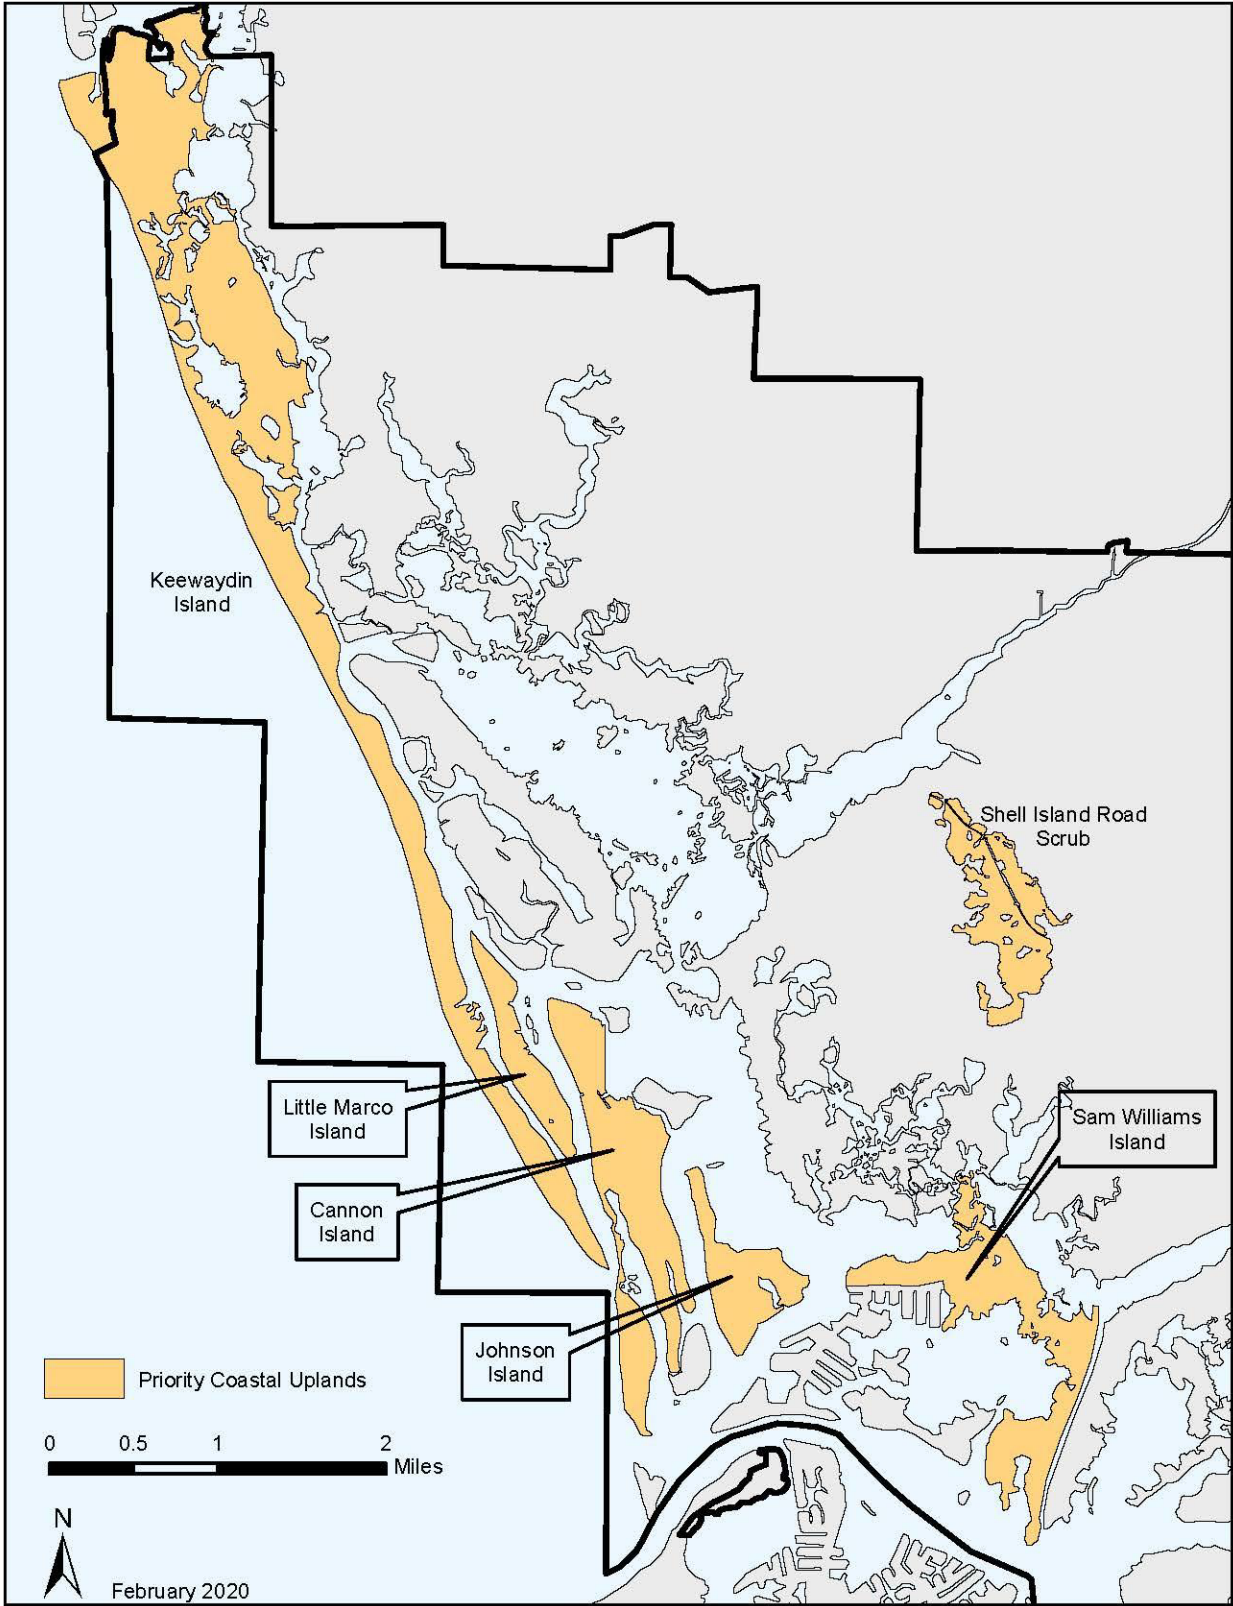 Keewaydin
Island
Shell Island Road
Scrub
Little Marco
Island
Sam Williams
Island
Cannon
Island
Johnson
Island
Priority Coastal Uplands
0 0.5 1 2
Miles
N
February 2020